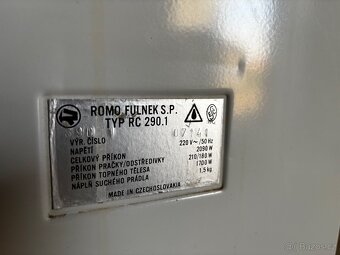 ROMO FULNEK S.P.
TYP RC 290.1
VÝR. ČÍSLO 07141
NAPĚTÍ 220 V~/50 Hz
CELKOVÝ PŘÍKON 2090 W
PŘÍKON PRAČKY/ODSTŘEDIVKY 210/180 W
PŘÍKON TOPNÉHO TĚLESA 1700 W
NÁPLŇ SUCHÉHO PRÁDLA 1,5 kg
MADE IN CZECHOSLOVAKIA